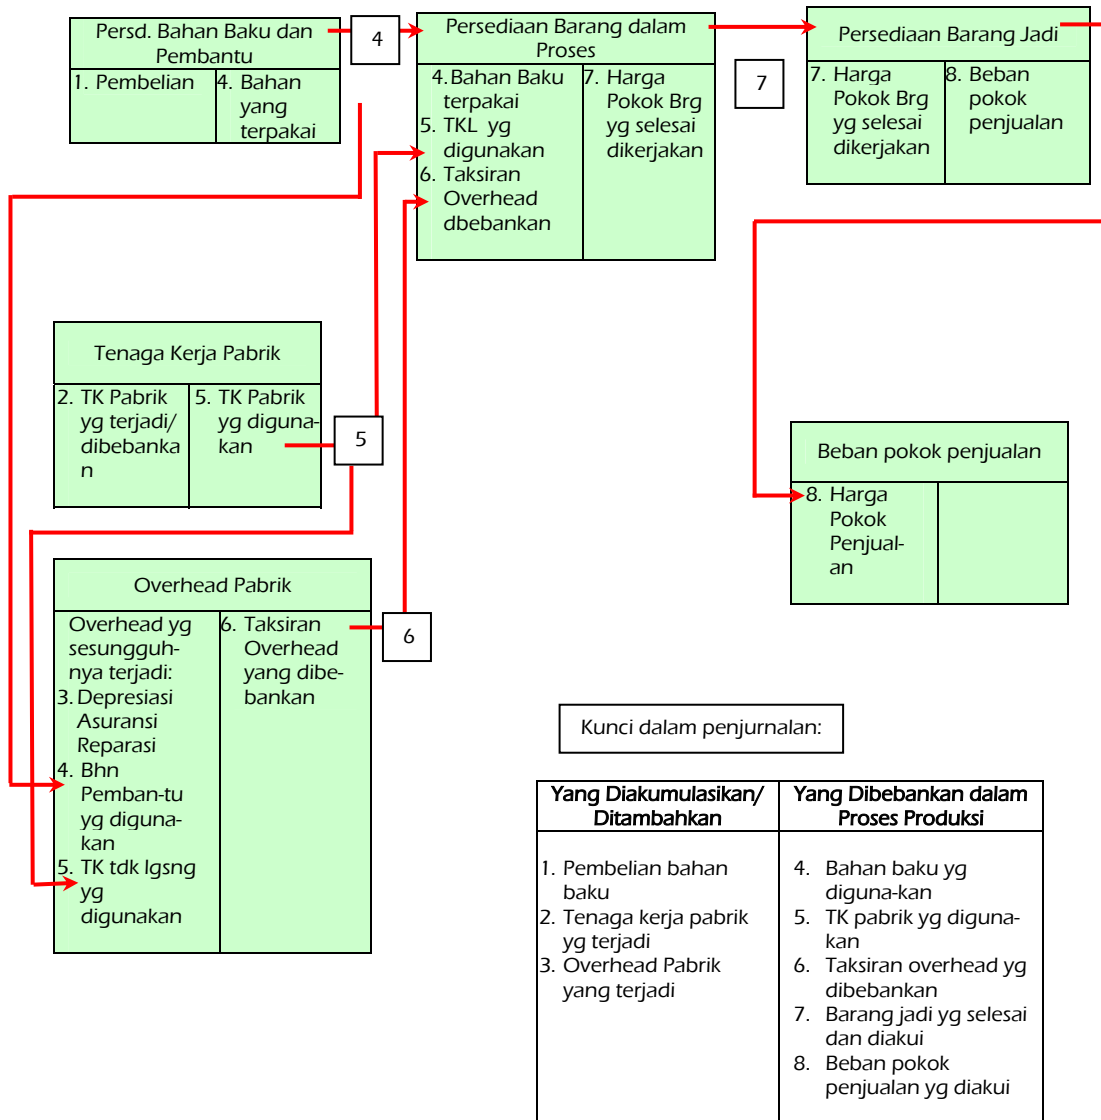 Persd. Bahan Baku dan
Pembantu
1. Pembelian
4. Bahan
yang
terpakai
4
Persediaan Barang dalam
Proses
4. Bahan Baku
terpakai
5. TKL yg
digunakan
6. Taksiran
Overhead
dbebankan
7. Harga
Pokok Brg
yg selesai
dikerjakan
7
Persediaan Barang Jadi
7. Harga
Pokok Brg
yg selesai
dikerjakan
8. Beban
pokok
penjualan
Tenaga Kerja Pabrik
2. TK Pabrik
yg terjadi/
dibebanka
n
5. TK Pabrik
yg diguna-
kan
5
Beban pokok penjualan
8. Harga
Pokok
Penjual-
an
Overhead Pabrik
Overhead yg
sesungguh-
nya terjadi:
3. Depresiasi
Asuransi
Reparasi
4. Bhn
Pemban-tu
yg diguna-
kan
5. TK tdk lgsng
yg
digunakan
6. Taksiran
Overhead
yang dibe-
bankan
6
Kunci dalam penjurnalan:
Yang Diakumulasikan/
Ditambahkan
1. Pembelian bahan
baku
2. Tenaga kerja pabrik
yg terjadi
3. Overhead Pabrik
yang terjadi
Yang Dibebankan dalam
Proses Produksi
4. Bahan baku yg
diguna-kan
5. TK pabrik yg diguna-
kan
6. Taksiran overhead yg
dibebankan
7. Barang jadi yg selesai
dan diakui
8. Beban pokok
penjualan yg diakui